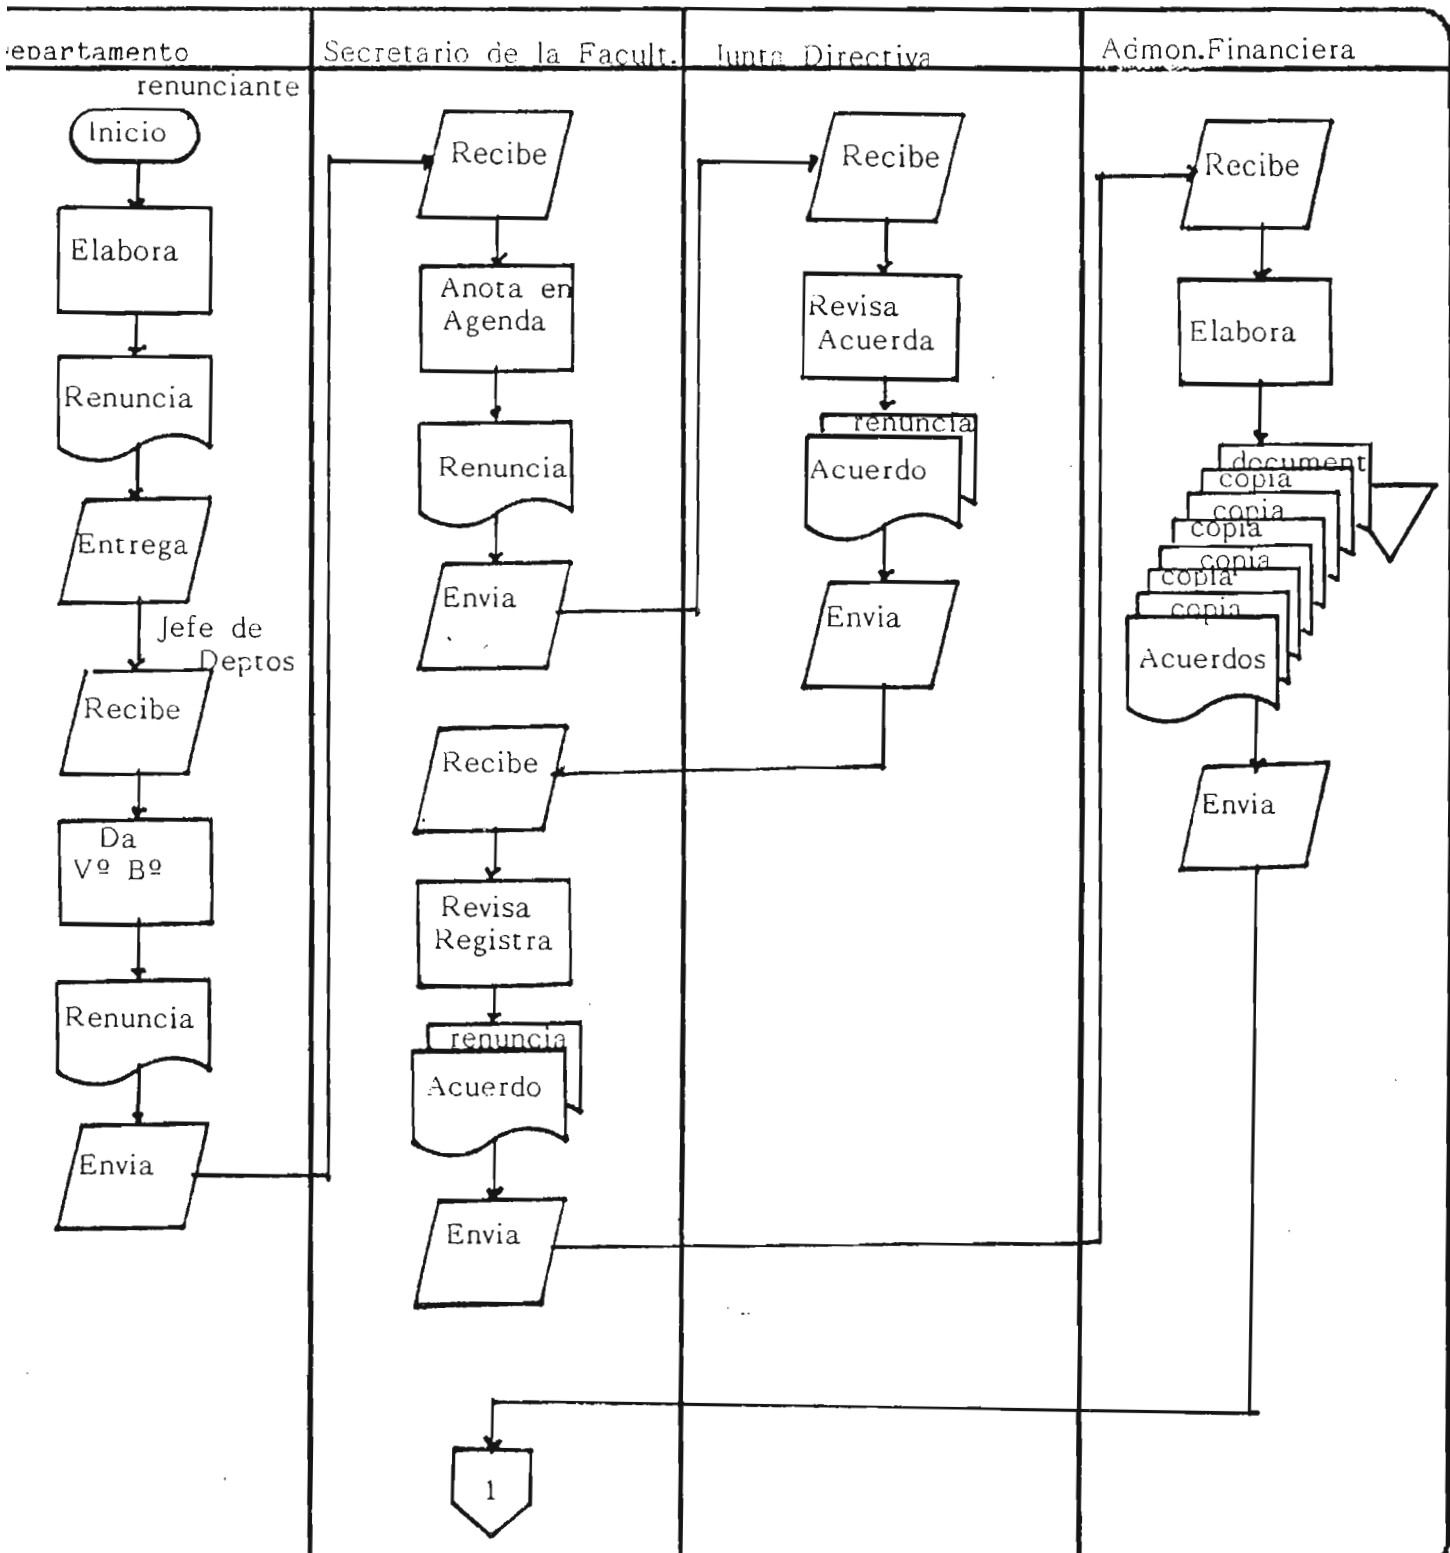 epartamento
Secretario de la Facult.
Junta Directiva
Admon.Financiera
renunciante
Inicio
Elabora
Renuncia
Entrega
Jefe de
Deptos
Recibe
Da
Vº Bº
Renuncia
Envia
Recibe
Anota en
Agenda
Renuncia
Envia
Recibe
Revisa
Registra
renuncia
Acuerdo
Envia
1
Recibe
Revisa
Acuerda
renuncia
Acuerdo
Envia
Recibe
Elabora
document
copia
copia
copia
copia
copia
copia
Acuerdos
Envia